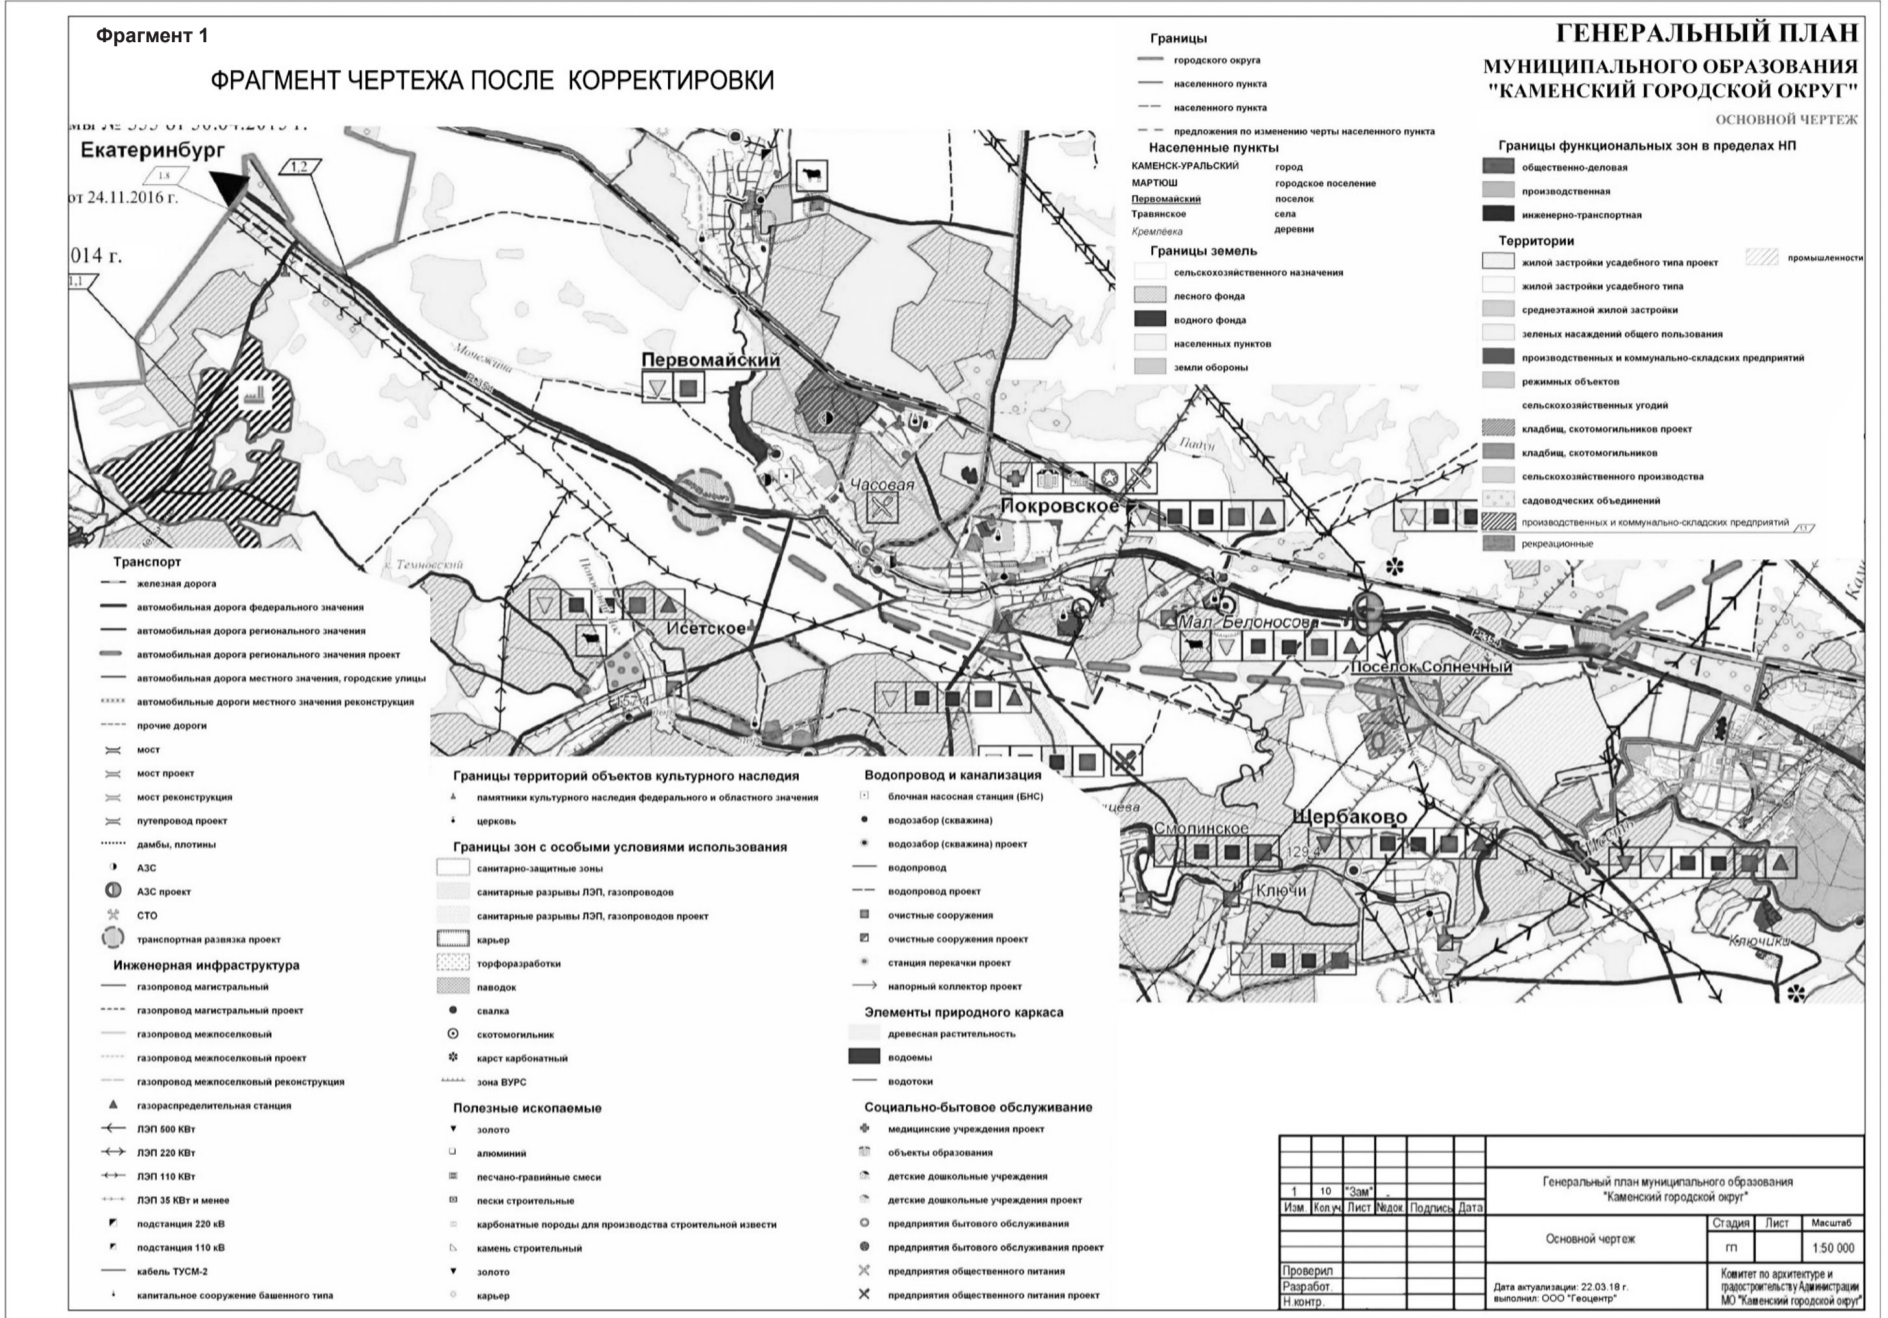 Фрагмент 1
ФРАГМЕНТ ЧЕРТЕЖА ПОСЛЕ КОРРЕКТИРОВКИ
ГЕНЕРАЛЬНЫЙ ПЛАН
МУНИЦИПАЛЬНОГО ОБРАЗОВАНИЯ
"КАМЕНСКИЙ ГОРОДСКОЙ ОКРУГ"
ОСНОВНОЙ ЧЕРТЕЖ
Екатеринбург
1.8
1,2
от 24.11.2016 г.
014 г.
1,1
Мочежина
Р-354
Первомайский
Часовая
Покровское
Падун
Исетское
157.4
Мал. Белоносова
Р-354
Поселок Солнечный
Смолинское
Щербаково
129.4
Ключи
Исеть
Ключики
Границы
городского округа
населенного пункта
населенного пункта
предложения по изменению черты населенного пункта
Населенные пункты
КАМЕНСК-УРАЛЬСКИЙ город
МАРТЮШ городское поселение
Первомайский поселок
Травянское села
Кремлёвка деревни
Границы земель
сельскохозяйственного назначения
лесного фонда
водного фонда
населенных пунктов
земли обороны
Границы функциональных зон в пределах НП
общественно-деловая
производственная
инженерно-транспортная
Территории
жилой застройки усадебного типа проект
промышленности
жилой застройки усадебного типа
среднеэтажной жилой застройки
зеленых насаждений общего пользования
производственных и коммунально-складских предприятий
режимных объектов
сельскохозяйственных угодий
кладбищ, скотомогильников проект
кладбищ, скотомогильников
сельскохозяйственного производства
садоводческих объединений
производственных и коммунально-складских предприятий
рекреационные
Транспорт
железная дорога
автомобильная дорога федерального значения
автомобильная дорога регионального значения
автомобильная дорога регионального значения проект
автомобильная дорога местного значения, городские улицы
автомобильные дороги местного значения реконструкция
прочие дороги
мост
мост проект
мост реконструкция
путепровод проект
дамбы, плотины
АЗС
АЗС проект
СТО
транспортная развязка проект
Инженерная инфраструктура
газопровод магистральный
газопровод магистральный проект
газопровод межпоселковый
газопровод межпоселковый проект
газопровод межпоселковый реконструкция
газораспределительная станция
ЛЭП 500 КВт
ЛЭП 220 КВт
ЛЭП 110 КВт
ЛЭП 35 КВт и менее
подстанция 220 кВ
подстанция 110 кВ
кабель ТУСМ-2
капитальное сооружение башенного типа
Границы территорий объектов культурного наследия
памятники культурного наследия федерального и областного значения
церковь
Границы зон с особыми условиями использования
санитарно-защитные зоны
санитарные разрывы ЛЭП, газопроводов
санитарные разрывы ЛЭП, газопроводов проект
карьер
торфоразработки
паводок
свалка
скотомогильник
карст карбонатный
зона ВУРС
Полезные ископаемые
золото
алюминий
песчано-гравийные смеси
пески строительные
карбонатные породы для производства строительной извести
камень строительный
золото
карьер
Водопровод и канализация
блочная насосная станция (БНС)
водозабор (скважина)
водозабор (скважина) проект
водопровод
водопровод проект
очистные сооружения
очистные сооружения проект
станция перекачки проект
напорный коллектор проект
Элементы природного каркаса
древесная растительность
водоемы
водотоки
Социально-бытовое обслуживание
медицинские учреждения проект
объекты образования
детские дошкольные учреждения
детские дошкольные учреждения проект
предприятия бытового обслуживания
предприятия бытового обслуживания проект
предприятия общественного питания
предприятия общественного питания проект
1 10 "Зам" -
Изм. Кол.уч Лист №док. Подпись Дата
Проверил
Разработ.
Н.контр.
Генеральный план муниципального образования
"Каменский городской округ"
Основной чертеж
Стадия Лист Масштаб
ГП 1:50 000
Дата актуализации: 22.03.18 г.
выполнил: ООО "Геоцентр"
Комитет по архитектуре и
градостроительству Администрации
МО "Каменский городской округ"